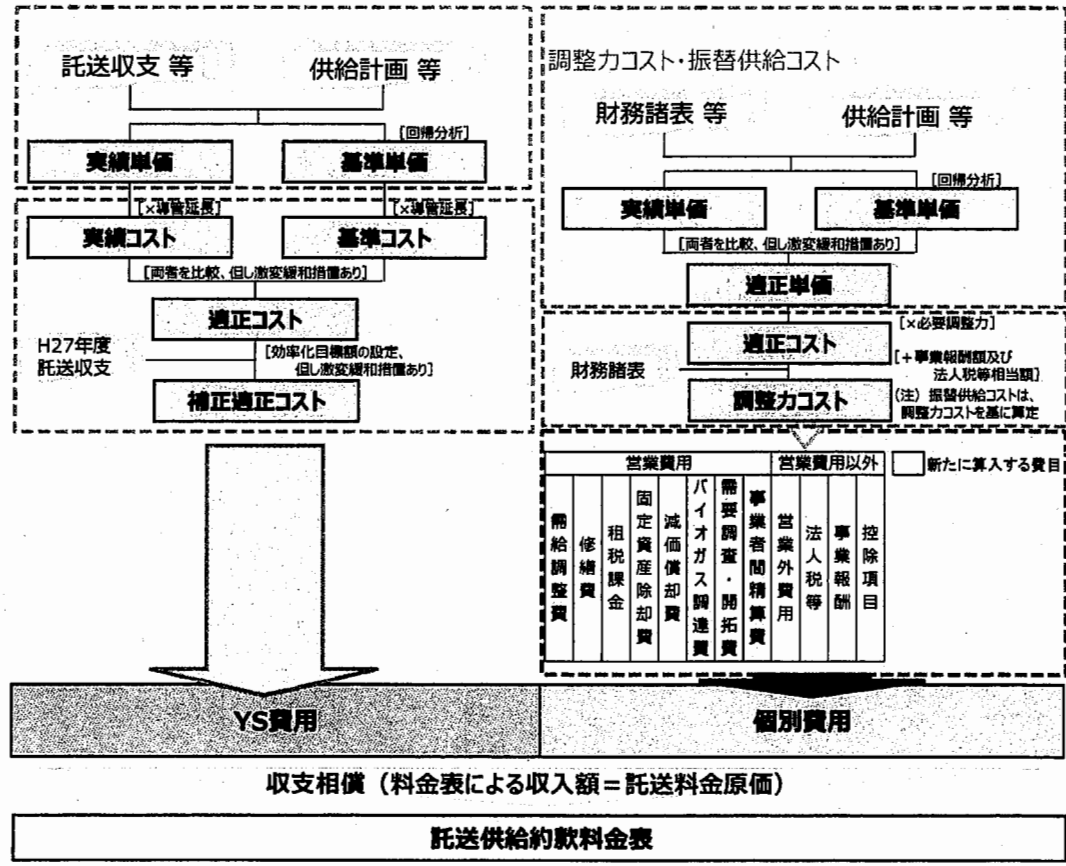 託送収支 等
供給計画 等
[回帰分析]
実績単価
基準単価
[×導管延長]
[×導管延長]
実績コスト
基準コスト
[両者を比較、但し激変緩和措置あり]
適正コスト
H27年度
託送収支
[効率化目標額の設定、
但し激変緩和措置あり]
補正適正コスト
調整力コスト・振替供給コスト
財務諸表 等
供給計画 等
[回帰分析]
実績単価
基準単価
[両者を比較、但し激変緩和措置あり]
適正単価
[×必要調整力]
適正コスト
財務諸表
[+事業報酬額及び
法人税等相当額]
調整力コスト
(注) 振替供給コストは、
調整力コストを基に算定
営業費用
営業費用以外
新たに算入する費目
需給調整費
修繕費
租税課金
固定資産除却費
減価償却費
バイオガス調達費
需要調査・開拓費
事業者間精算費
営業外費用
法人税等
事業報酬
控除項目
YS費用
個別費用
収支相償(料金表による収入額=託送料金原価)
託送供給約款料金表